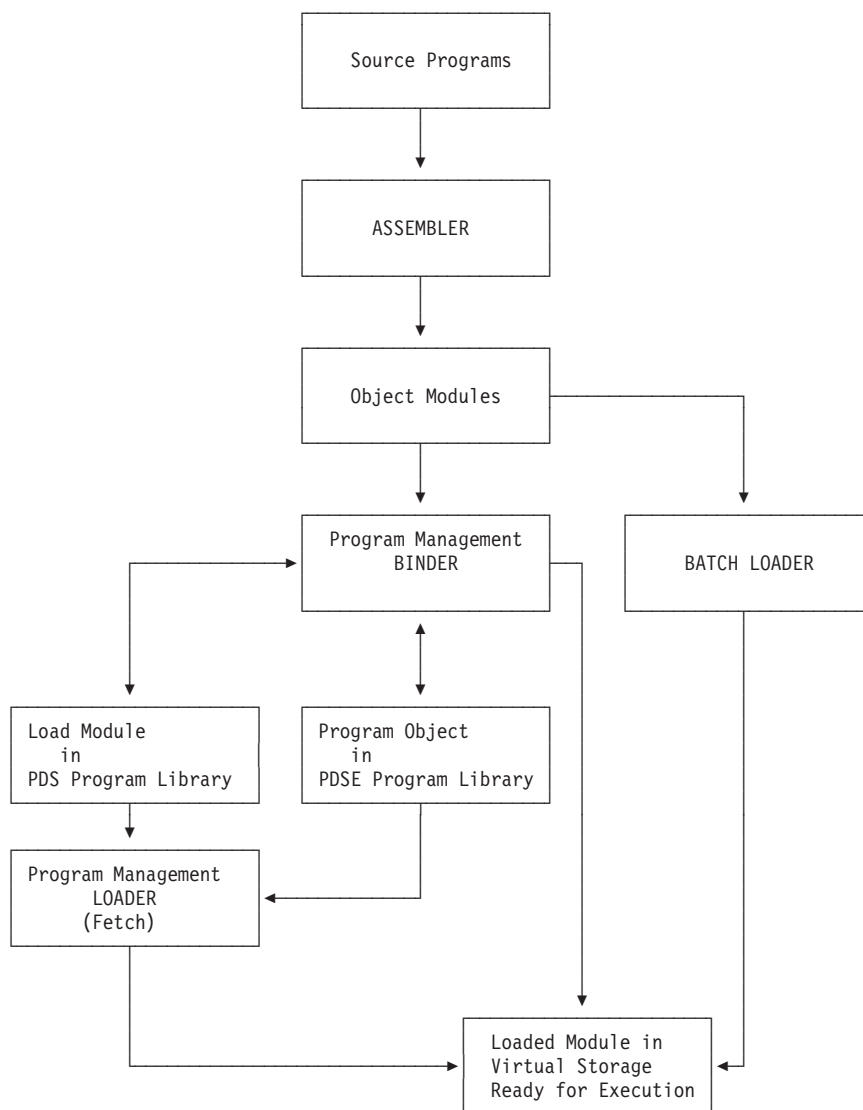 Source Programs
ASSEMBLER
Object Modules
Program Management
BINDER
BATCH LOADER
Load Module
in
PDS Program Library
Program Object
in
PDSE Program Library
Program Management
LOADER
(Fetch)
Loaded Module in
Virtual Storage
Ready for Execution